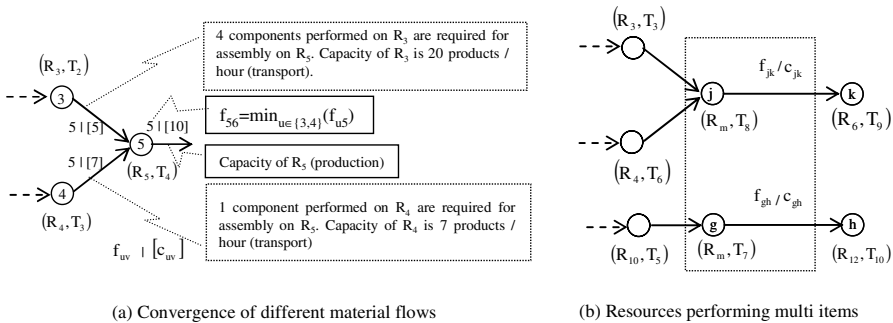 4 components performed on R3 are required for
assembly on R5. Capacity of R3 is 20 products /
hour (transport).
(R3, T2)
3
5 | [5]
5 | [10]
f56=min u∈{3,4}(fu5)
5
5 | [7]
(R5, T4)
Capacity of R5 (production)
4
(R4, T3)
1 component performed on R4 are required for
assembly on R5. Capacity of R4 is 7 products /
hour (transport)
fuv | [cuv]
(a) Convergence of different material flows
(R3, T3)
fjk/cjk
j
k
(Rm, T8)
(R6, T9)
(R4, T6)
fgh/cgh
g
h
(R10, T5)
(Rm, T7)
(R12, T10)
(b) Resources performing multi items